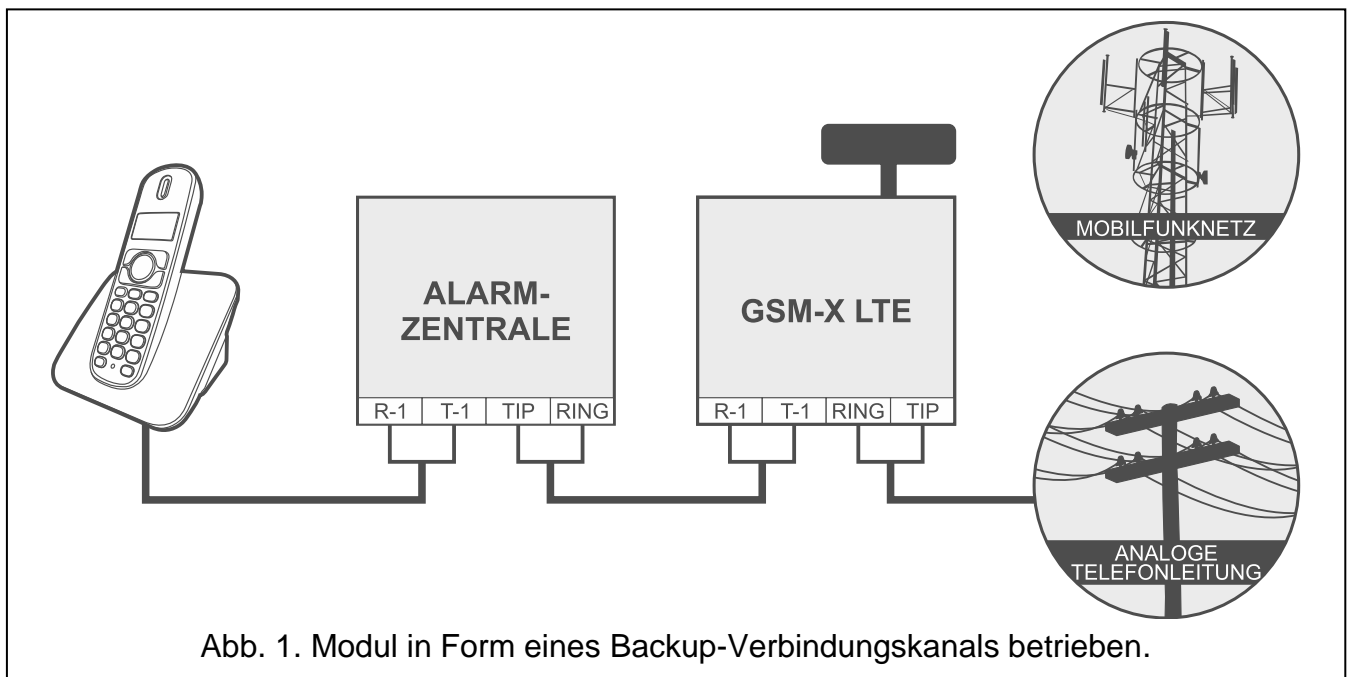 MOBILFUNKNETZ
ALARM-
ZENTRALE
GSM-X LTE
R-1 T-1 TIP RING
R-1 T-1 RING TIP
ANALOGE
TELEFONLEITUNG
Abb. 1. Modul in Form eines Backup-Verbindungskanals betrieben.